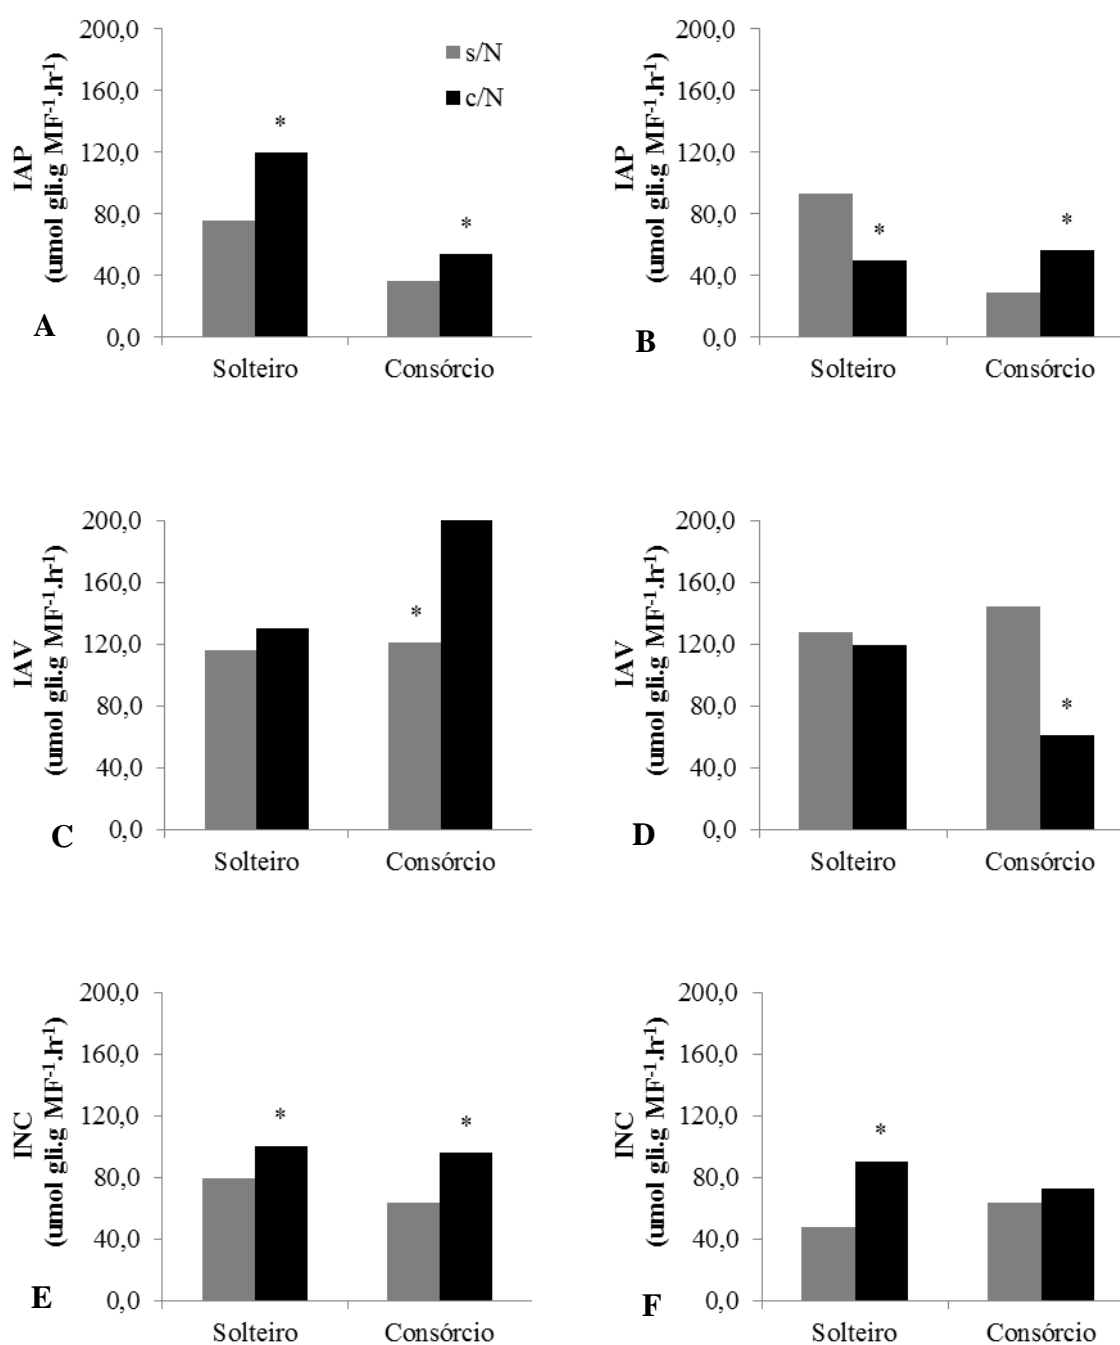 200,0
160,0
120,0
80,0
40,0
0,0
IAP
(umol gli.g MF-1.h-1)
s/N
c/N
*
*
A
Solteiro
Consórcio
200,0
160,0
120,0
80,0
40,0
0,0
IAP
(umol gli.g MF-1.h-1)
*
*
B
Solteiro
Consórcio
200,0
160,0
120,0
80,0
40,0
0,0
IAV
(umol gli.g MF-1.h-1)
*
C
Solteiro
Consórcio
200,0
160,0
120,0
80,0
40,0
0,0
IAV
(umol gli.g MF-1.h-1)
*
D
Solteiro
Consórcio
200,0
160,0
120,0
80,0
40,0
0,0
INC
(umol gli.g MF-1.h-1)
*
*
E
Solteiro
Consórcio
200,0
160,0
120,0
80,0
40,0
0,0
INC
(umol gli.g MF-1.h-1)
*
F
Solteiro
Consórcio